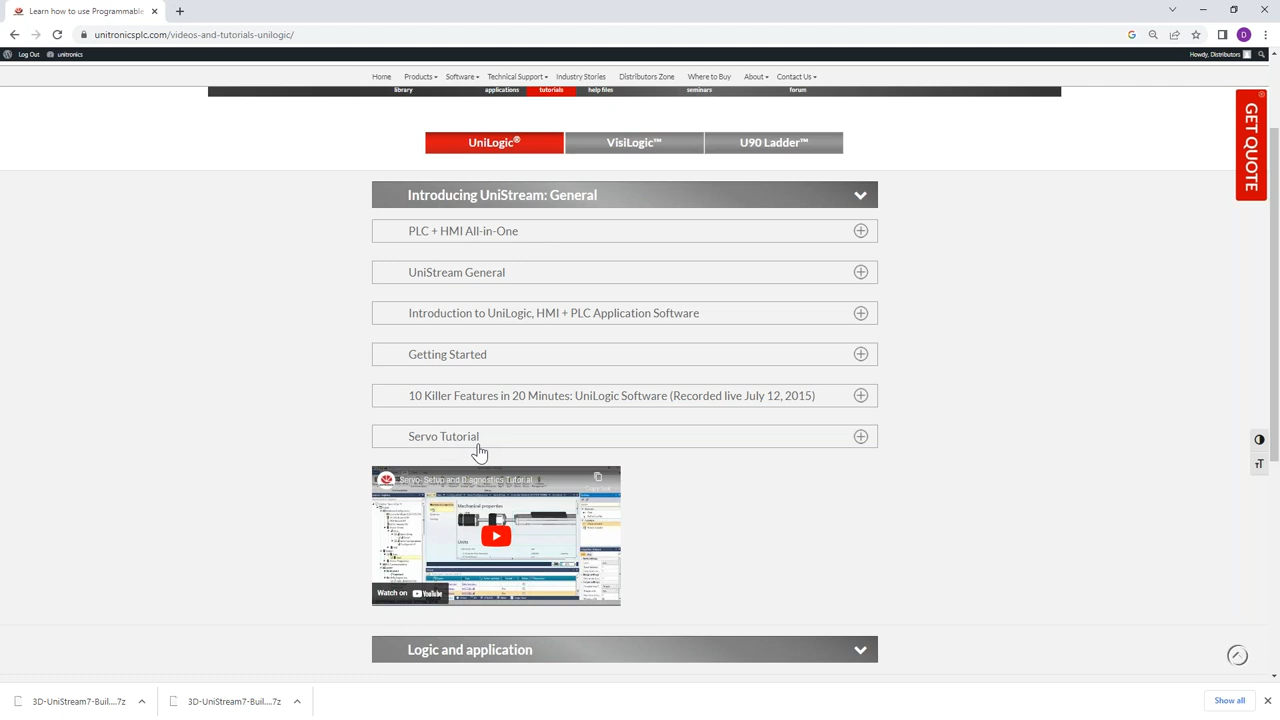 Learn how to use Programmable
unitronicsplc.com/videos-and-tutorials-unilogic/
Log Out unitronics Howdy, Distributors
Home Products Software Technical Support Industry Stories Distributors Zone Where to Buy About Contact Us
library applications tutorials help files seminars forum
GET QUOTE
UniLogic® VisiLogic™ U90 Ladder™
Introducing UniStream: General
PLC + HMI All-in-One
UniStream General
Introduction to UniLogic, HMI + PLC Application Software
Getting Started
10 Killer Features in 20 Minutes: UniLogic Software (Recorded live July 12, 2015)
Servo Tutorial
Servo- Setup and Diagnostics Tutorial
Copy link
Mechanical properties
Units
Watch on YouTube
Logic and application
3D-UniStream7-Buil....7z 3D-UniStream7-Buil....7z Show all